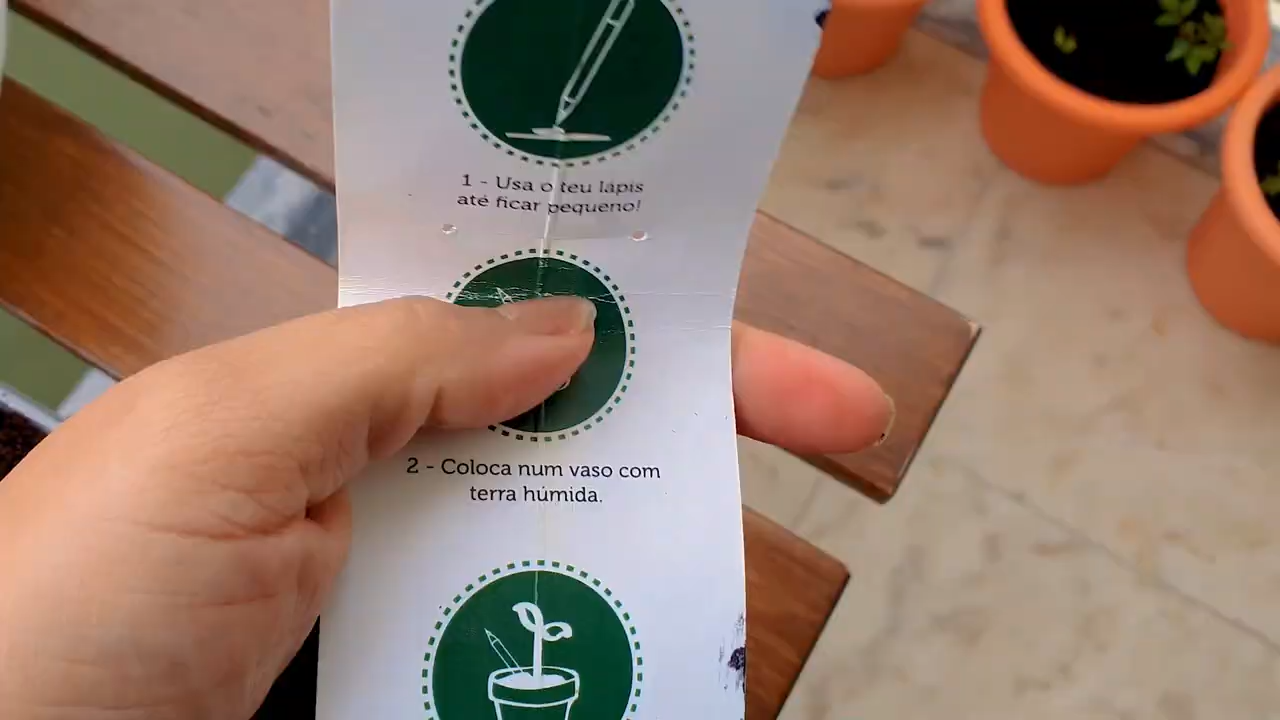 1 - Usa o teu lápis
até ficar pequeno!
2 - Coloca num vaso com
terra húmida.